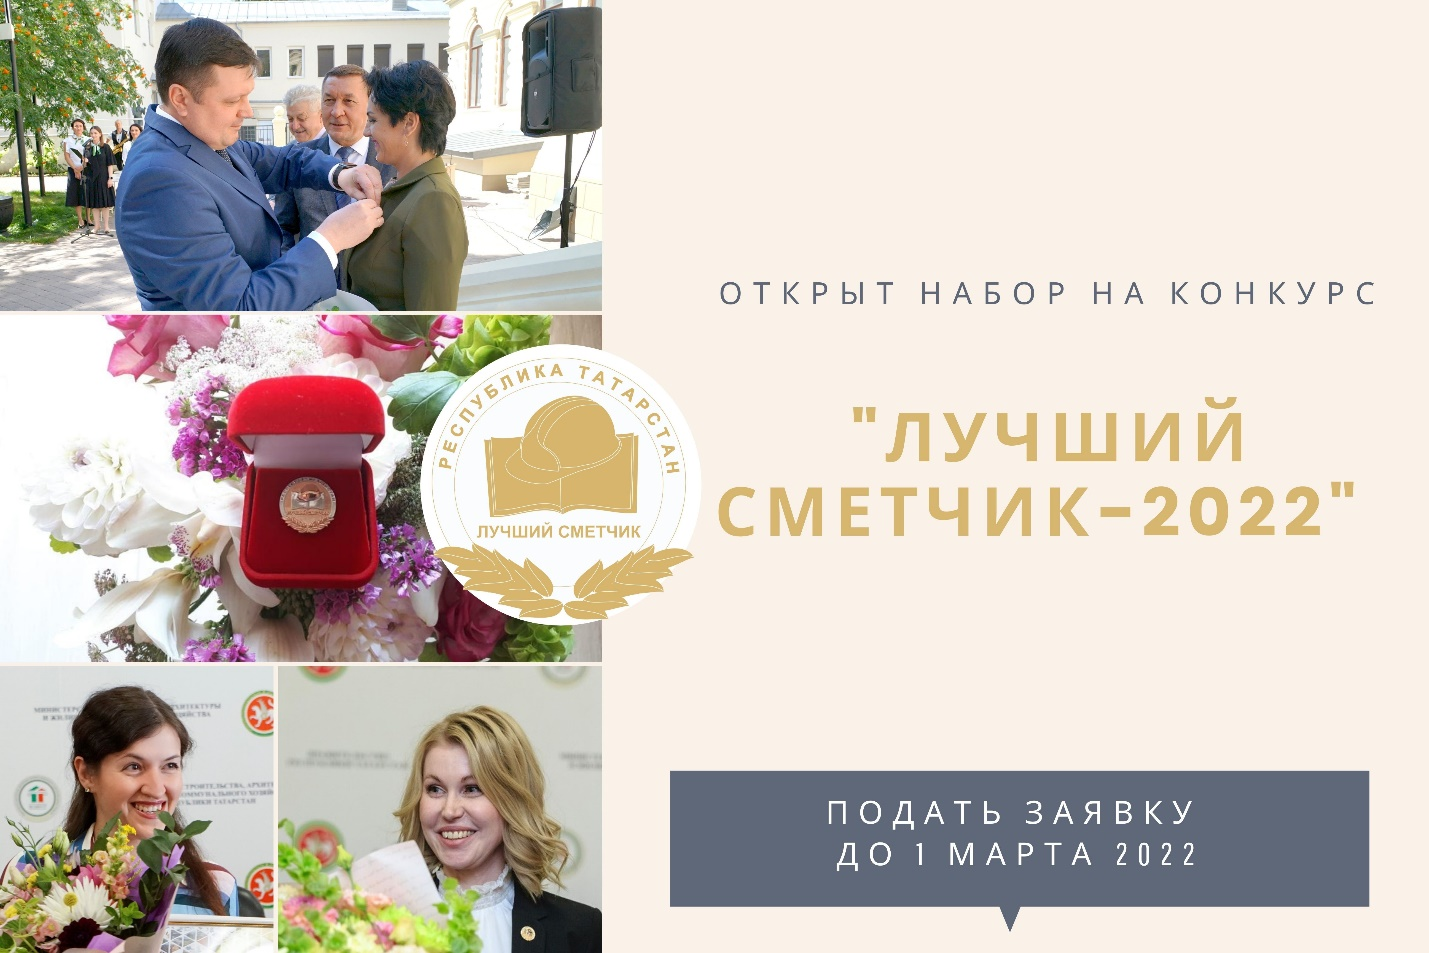 ОТКРЫТ НАБОР НА КОНКУРС
"ЛУЧШИЙ
СМЕТЧИК-2022"
РЕСПУБЛИКА ТАТАРСТАН
ЛУЧШИЙ СМЕТЧИК
ПОДАТЬ ЗАЯВКУ
ДО 1 МАРТА 2022